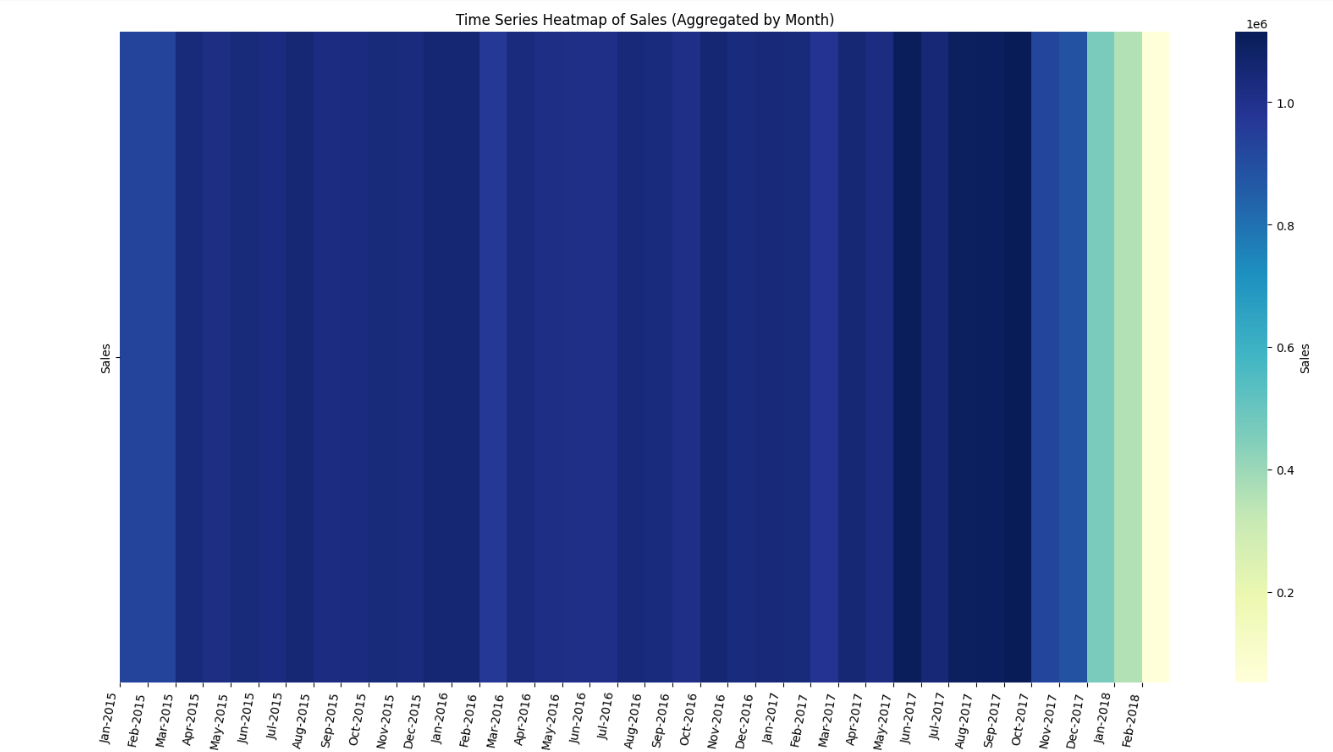 Time Series Heatmap of Sales (Aggregated by Month)
1e6
1.0
0.8
0.6
0.4
0.2
Sales
Sales
Jan-2015
Feb-2015
Mar-2015
Apr-2015
May-2015
Jun-2015
Jul-2015
Aug-2015
Sep-2015
Oct-2015
Nov-2015
Dec-2015
Jan-2016
Feb-2016
Mar-2016
Apr-2016
May-2016
Jun-2016
Jul-2016
Aug-2016
Sep-2016
Oct-2016
Nov-2016
Dec-2016
Jan-2017
Feb-2017
Mar-2017
Apr-2017
May-2017
Jun-2017
Jul-2017
Aug-2017
Sep-2017
Oct-2017
Nov-2017
Dec-2017
Jan-2018
Feb-2018